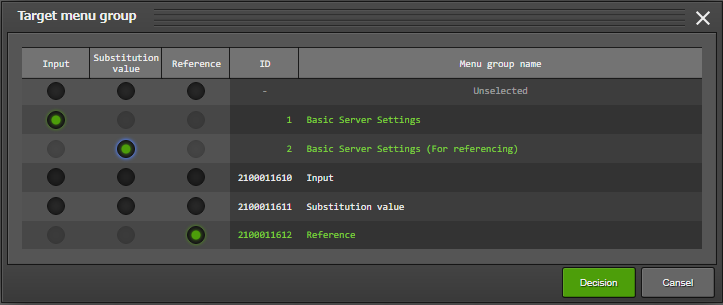 Target menu group
Input Substitution value Reference ID Menu group name
- Unselected
1 Basic Server Settings
2 Basic Server Settings (For referencing)
2100011610 Input
2100011611 Substitution value
2100011612 Reference
Decision Cansel